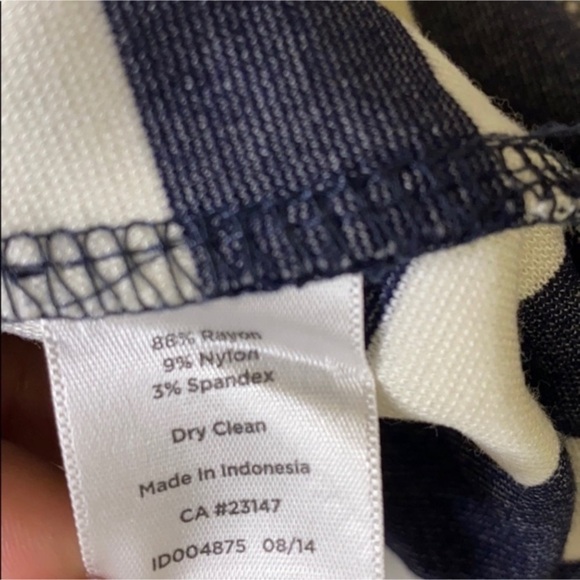 88% Rayon
9% Nylon
3% Spandex
Dry Clean
Made In Indonesia
CA #23147
ID004875 08/14